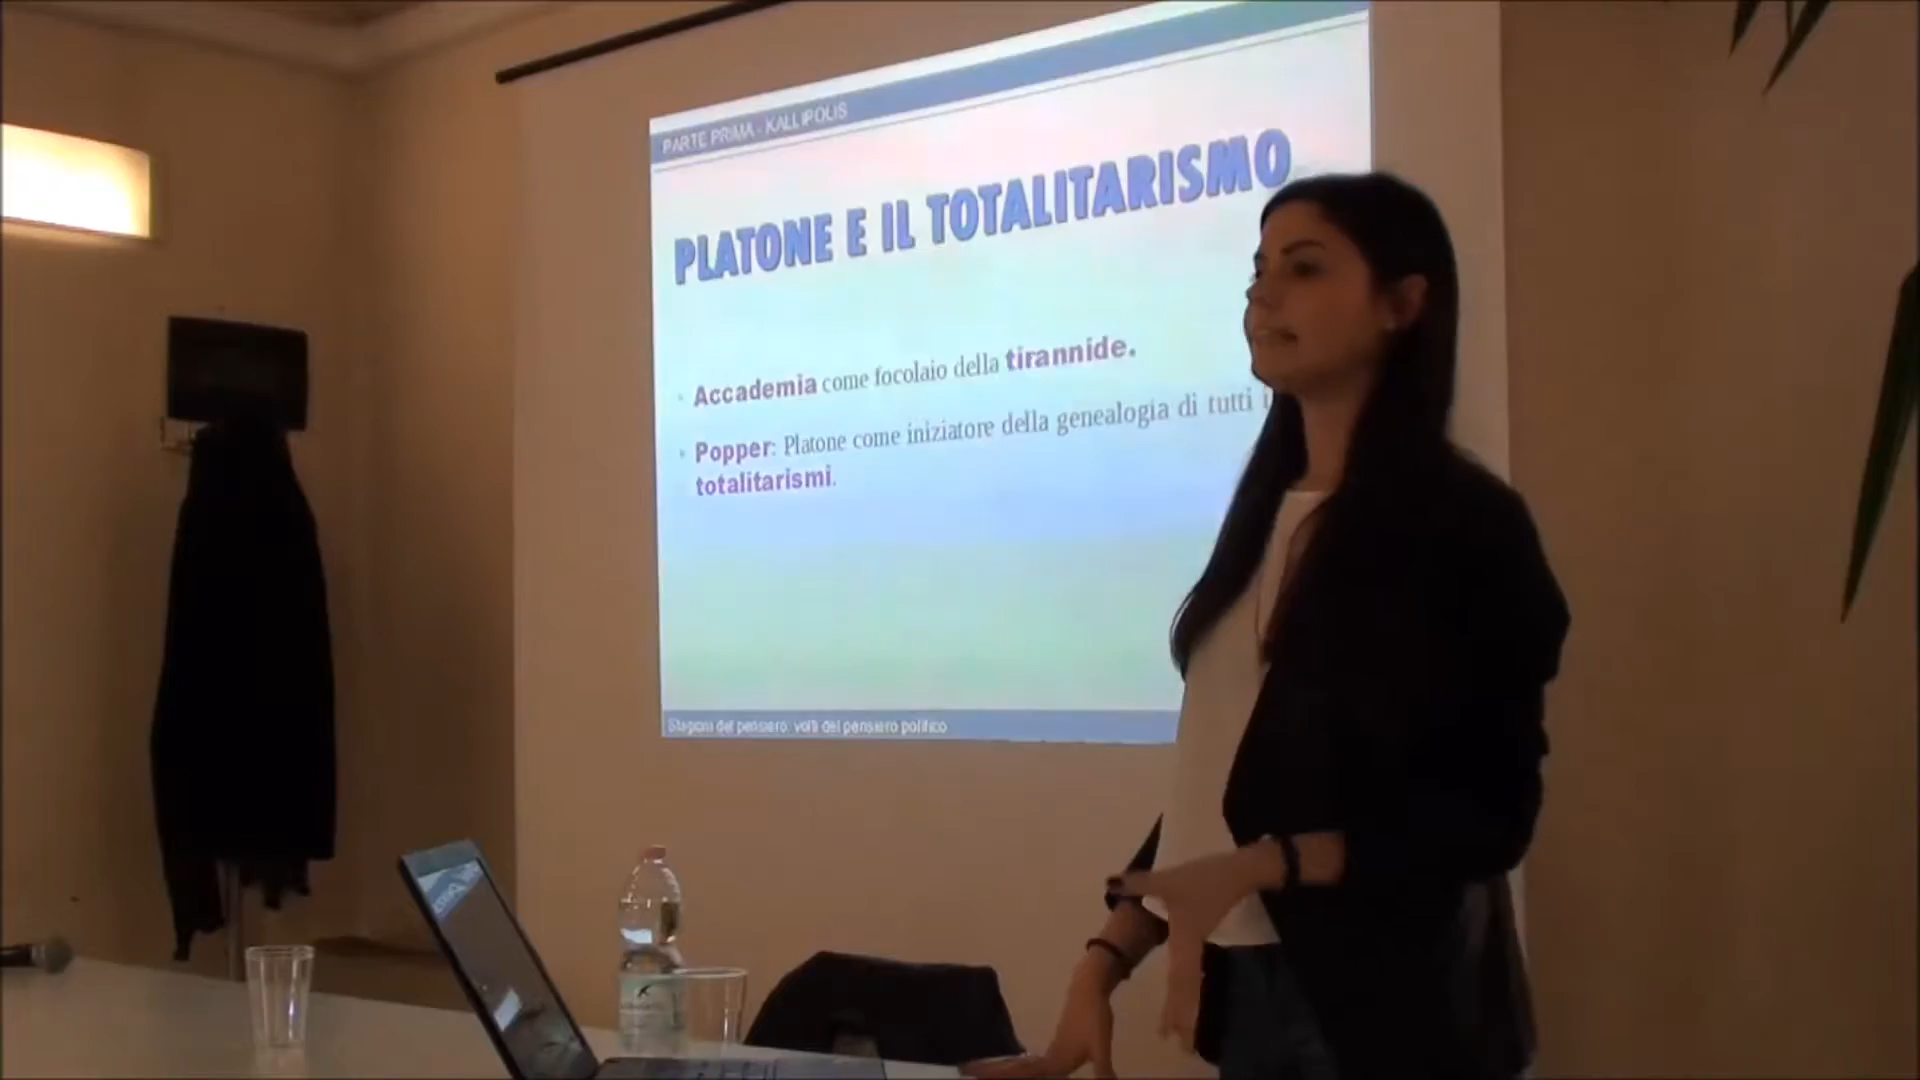 PARTE PRIMA - KALLIPOLIS
PLATONE E IL TOTALITARISMO
Accademia come focolaio della tirannide.
Popper: Platone come iniziatore della genealogia di tutti i
totalitarismi.
Stagioni del pensiero: volti del pensiero politico